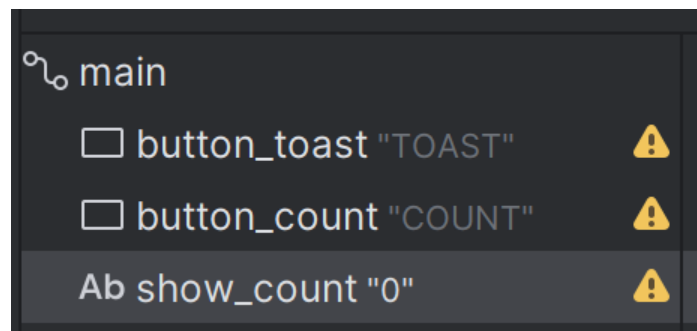 main
button_toast "TOAST"
button_count "COUNT"
Ab show_count "0"